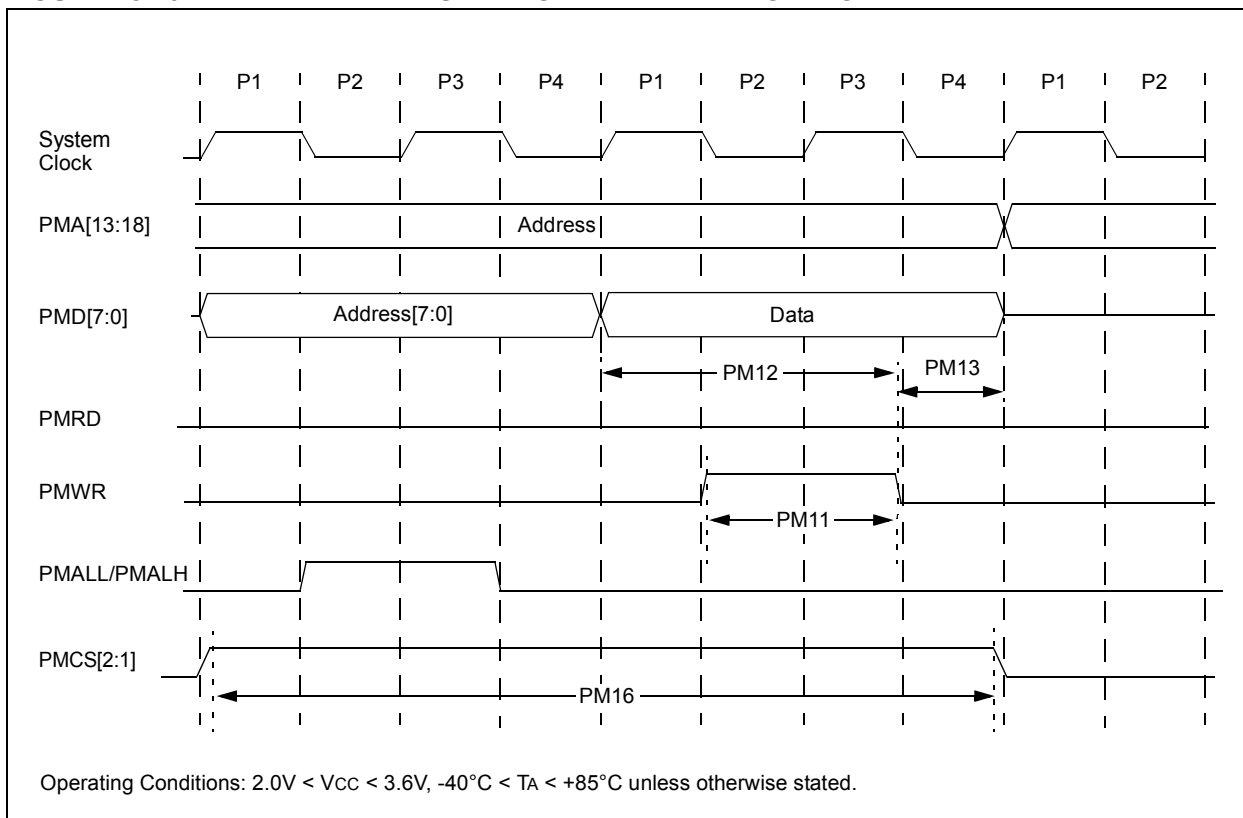 P1 P2 P3 P4 P1 P2 P3 P4 P1 P2
System
Clock
PMA[13:18]
Address
PMD[7:0]
Address[7:0]
Data
PM12
PM13
PMRD
PMWR
PM11
PMALL/PMALH
PMCS[2:1]
PM16
Operating Conditions: 2.0V < VCC < 3.6V, -40°C < TA < +85°C unless otherwise stated.